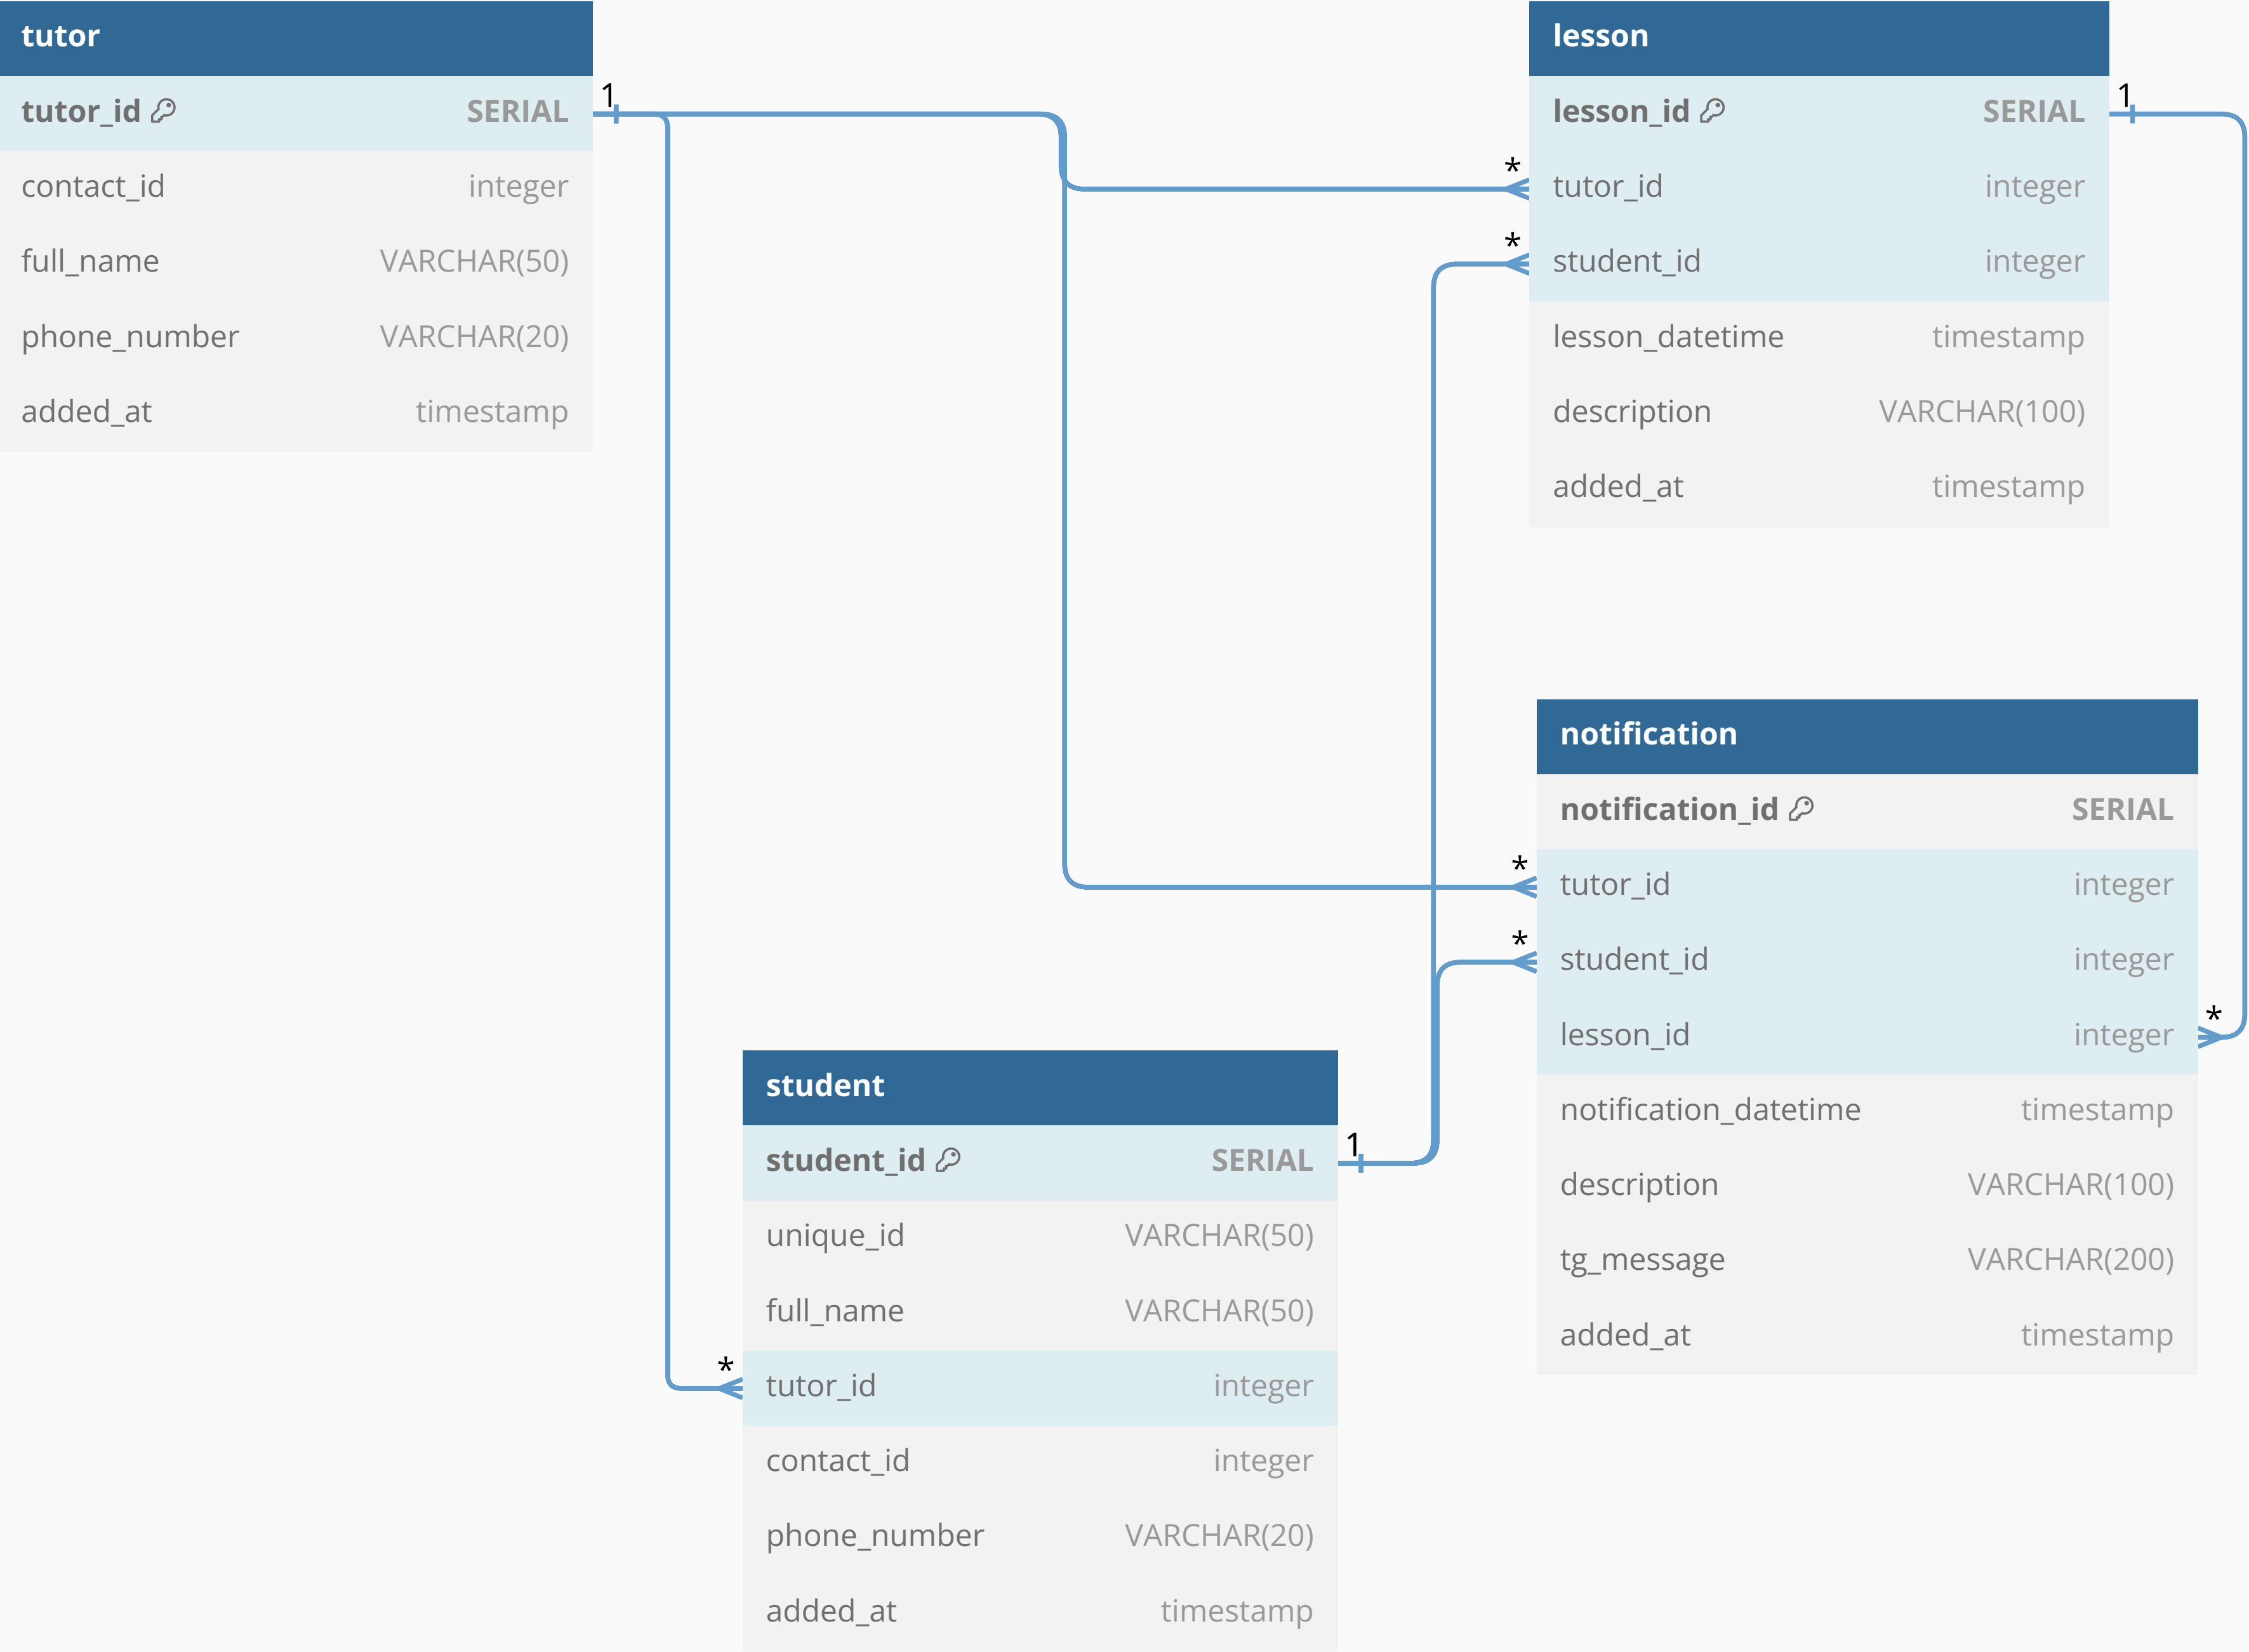 tutor
tutor_id SERIAL
contact_id integer
full_name VARCHAR(50)
phone_number VARCHAR(20)
added_at timestamp
1
lesson
lesson_id SERIAL
tutor_id integer
student_id integer
lesson_datetime timestamp
description VARCHAR(100)
added_at timestamp
1
*
*
notification
notification_id SERIAL
tutor_id integer
student_id integer
lesson_id integer
notification_datetime timestamp
description VARCHAR(100)
tg_message VARCHAR(200)
added_at timestamp
*
*
*
student
student_id SERIAL
unique_id VARCHAR(50)
full_name VARCHAR(50)
tutor_id integer
contact_id integer
phone_number VARCHAR(20)
added_at timestamp
1
*